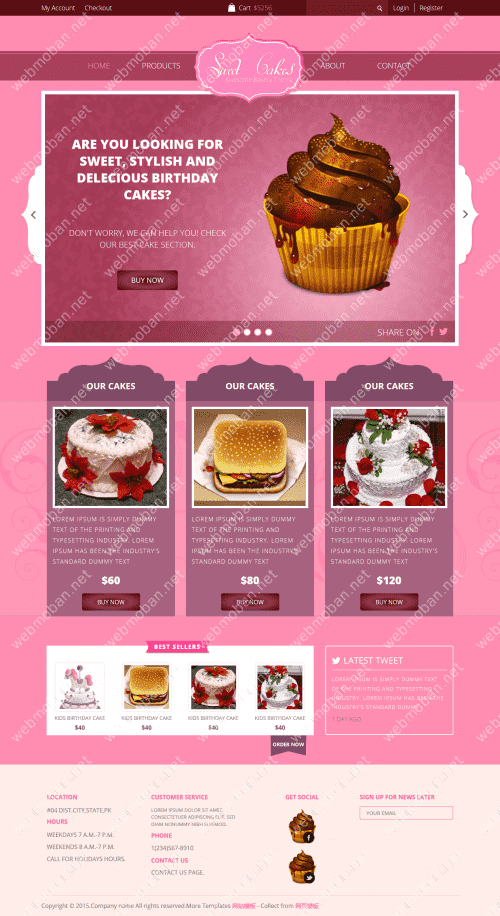 My Account Checkout Cart $5256 Login Register
HOME PRODUCTS Sweet Cakes ABOUT CONTACT
ARE YOU LOOKING FOR
SWEET, STYLISH AND
DELECIOUS BIRTHDAY
CAKES?
DON'T WORRY, WE CAN HELP YOU! CHECK
OUR BEST CAKE SECTION.
BUY NOW
SHARE ON
OUR CAKES
LOREM IPSUM IS SIMPLY DUMMY
TEXT OF THE PRINTING AND
TYPESETTING INDUSTRY. LOREM
IPSUM HAS BEEN THE INDUSTRY'S
STANDARD DUMMY TEXT
$60
BUY NOW
OUR CAKES
LOREM IPSUM IS SIMPLY DUMMY
TEXT OF THE PRINTING AND
TYPESETTING INDUSTRY. LOREM
IPSUM HAS BEEN THE INDUSTRY'S
STANDARD DUMMY TEXT
$80
BUY NOW
OUR CAKES
LOREM IPSUM IS SIMPLY DUMMY
TEXT OF THE PRINTING AND
TYPESETTING INDUSTRY. LOREM
IPSUM HAS BEEN THE INDUSTRY'S
STANDARD DUMMY TEXT
$120
BUY NOW
BEST SELLERS
KIDS BIRTHDAY CAKE KIDS BIRTHDAY CAKE KIDS BIRTHDAY CAKE KIDS BIRTHDAY CAKE
$40 $40 $40 $40
ORDER NOW
LATEST TWEET
LOREM IPSUM IS SIMPLY DUMMY TEXT
OF THE PRINTING AND TYPESETTING
INDUSTRY. LOREM IPSUM HAS BEEN THE
INDUSTRY'S STANDARD DUMMY
1 DAY AGO
LOCATION
#04 DIST.CITY,STATE,PK
HOURS
WEEKDAYS 7 A.M.-7 P.M.
WEEKENDS 8 A.M.-7 P.M.
CALL FOR HOLIDAYS HOURS.
CUSTOMER SERVICE
LOREM IPSUM DOLOR SIT AMET,
CONSECTETUER ADIPISCING ELIT, SED
DIAM NONUMMY NIBH EUISMOD.
PHONE
1(234)567-8910
CONTACT US
CONTACT US PAGE.
GET SOCIAL
SIGN UP FOR NEWS LATER
YOUR EMAIL
Copyright © 2015.Company name All rights reserved.More Templates 网站模板 - Collect from 网页模板
webmoban.net